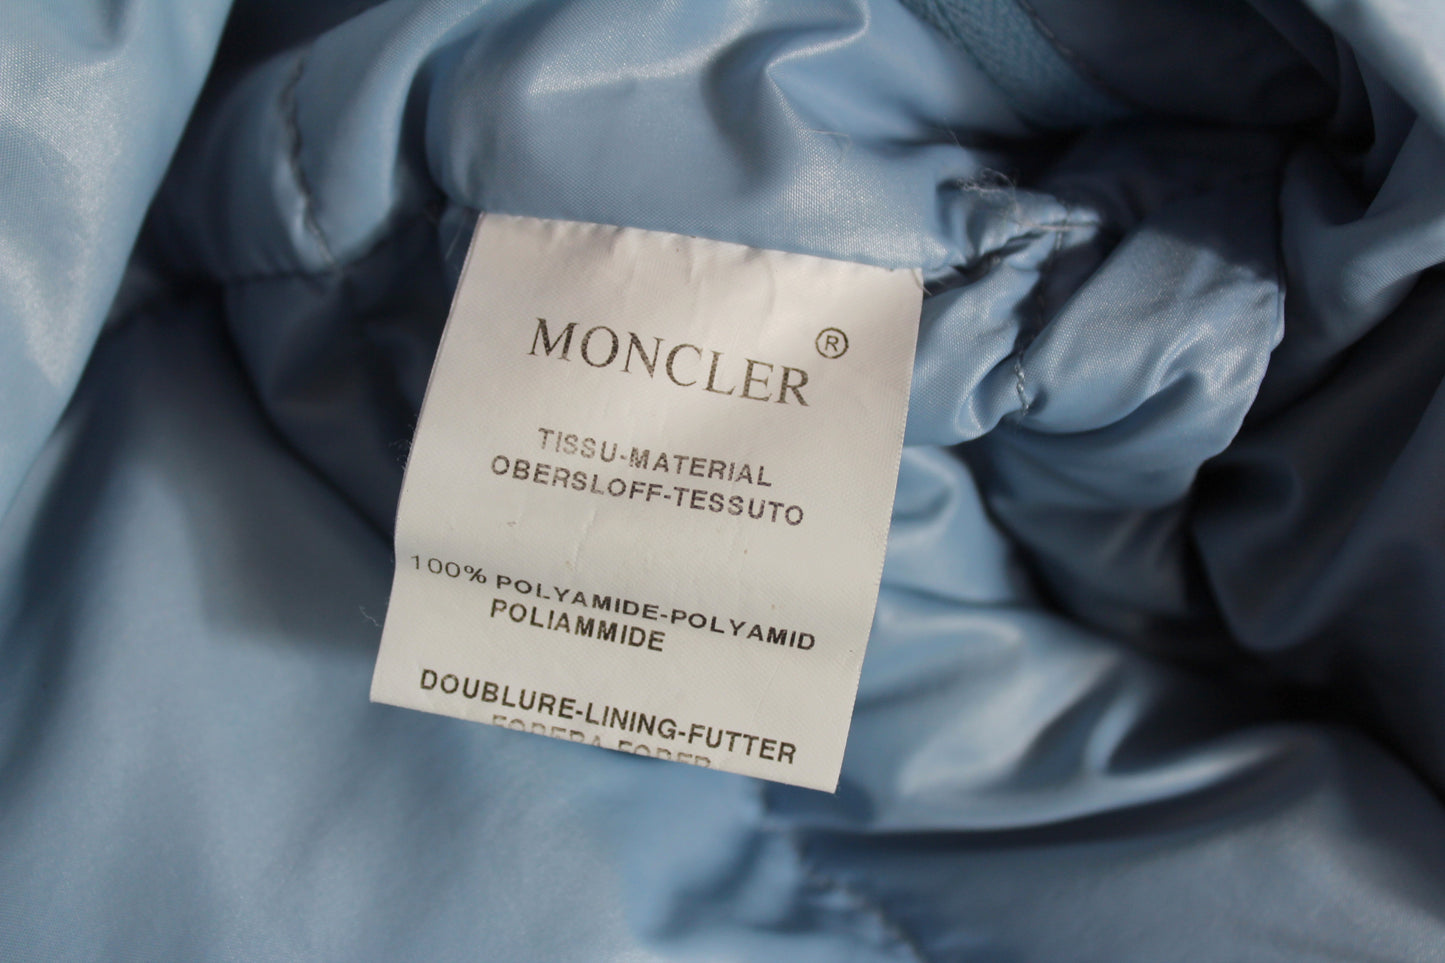 MONCLER®
TISSU-MATERIAL
OBERSLOFF-TESSUTO
100% POLYAMIDE-POLYAMID
POLIAMMIDE
DOUBLURE-LINING-FUTTER